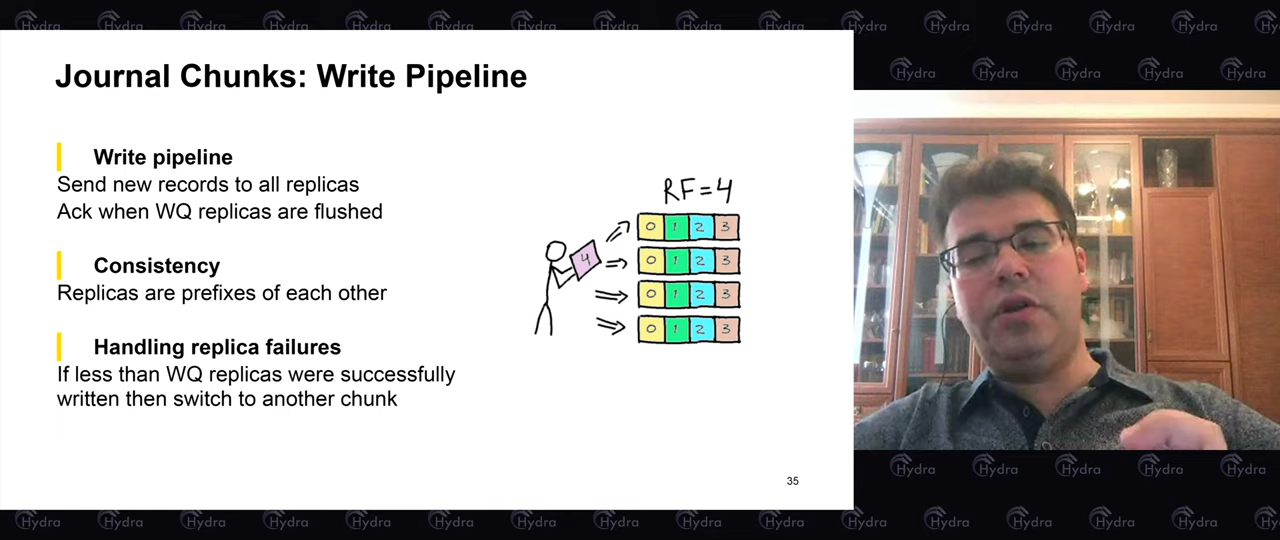 Journal Chunks: Write Pipeline
Write pipeline
Send new records to all replicas
Ack when WQ replicas are flushed
Consistency
Replicas are prefixes of each other
Handling replica failures
If less than WQ replicas were successfully
written then switch to another chunk
RF=4
4
0 1 2 3
0 1 2 3
0 1 2 3
0 1 2 3
35
Hydra